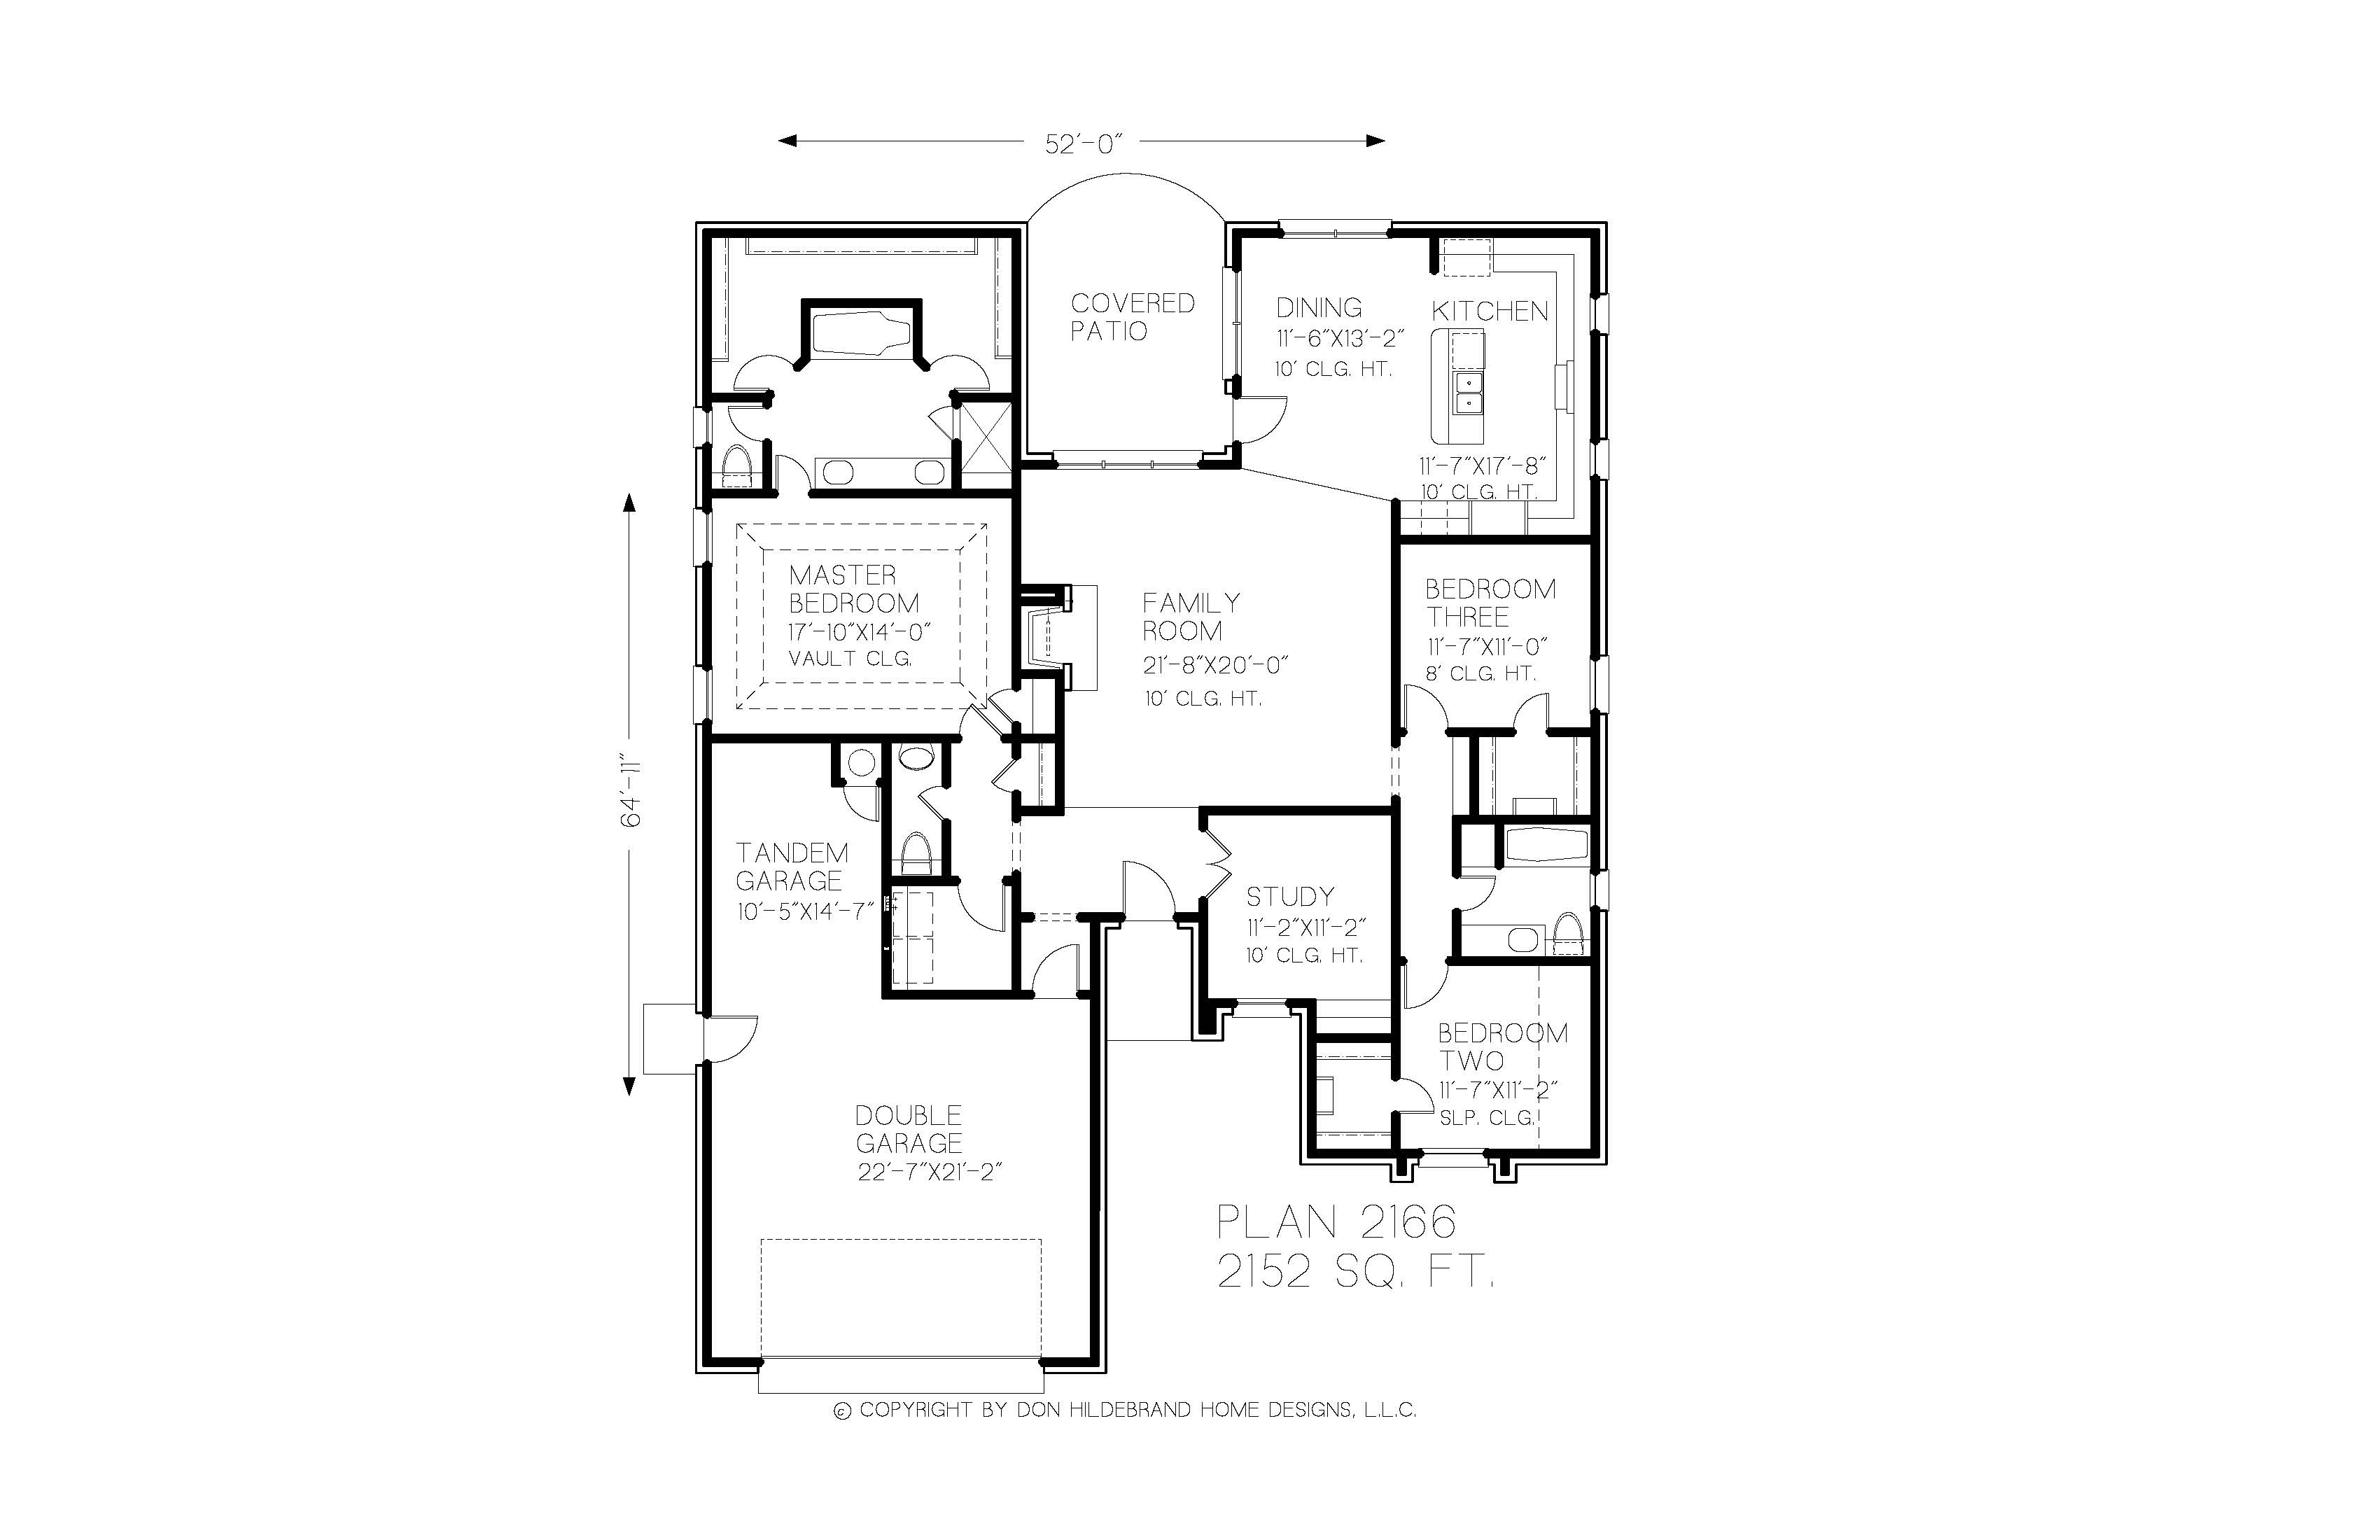 52'-0"
COVERED
PATIO
DINING
11'-6"X13'-2"
10' CLG. HT.
KITCHEN
11'-7"X17'-8"
10' CLG. HT.
MASTER
BEDROOM
17'-10"X14'-0"
VAULT CLG.
FAMILY
ROOM
21'-8"X20'-0"
10' CLG. HT.
BEDROOM
THREE
11'-7"X11'-0"
8' CLG. HT.
64'-11"
TANDEM
GARAGE
10'-5"X14'-7"
STUDY
11'-2"X11'-2"
10' CLG. HT.
BEDROOM
TWO
11'-7"X11'-2"
SLP. CLG.
DOUBLE
GARAGE
22'-7"X21'-2"
PLAN 2166
2152 SQ. FT.
© COPYRIGHT BY DON HILDEBRAND HOME DESIGNS, L.L.C.